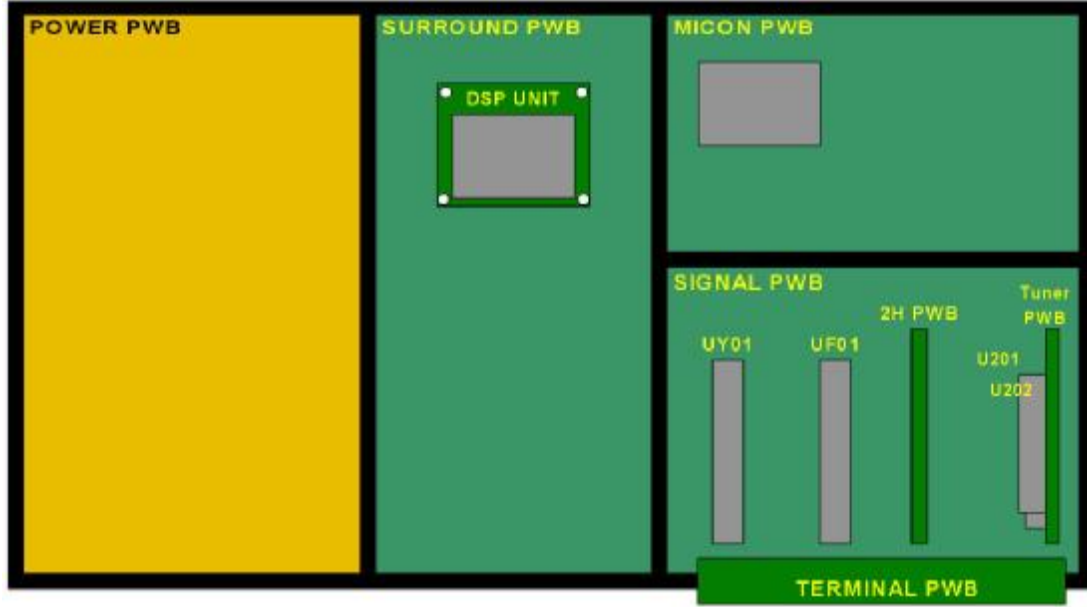 POWER PWB
SURROUND PWB
MICON PWB
DSP UNIT
SIGNAL PWB
Tuner
PWB
2H PWB
UY01
UF01
U201
U202
TERMINAL PWB